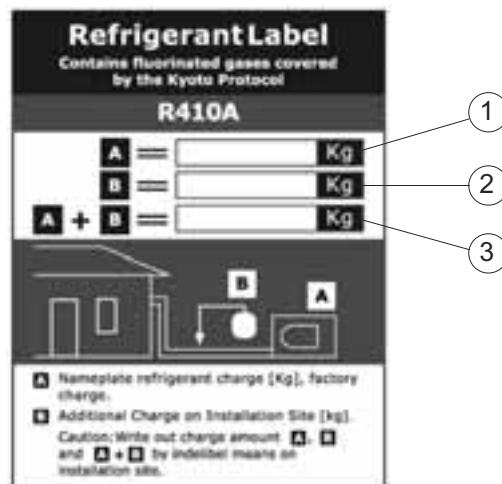 Refrigerant Label
Contains fluorinated gases covered
by the Kyoto Protocol
R410A
A = Kg
B = Kg
A + B = Kg
1
2
3
B
A
A Nameplate refrigerant charge [Kg], factory
charge.
B Additional Charge on Installation Site [kg].
Caution: Write out charge amount A, B
and A + B by indelibel means on
installation site.